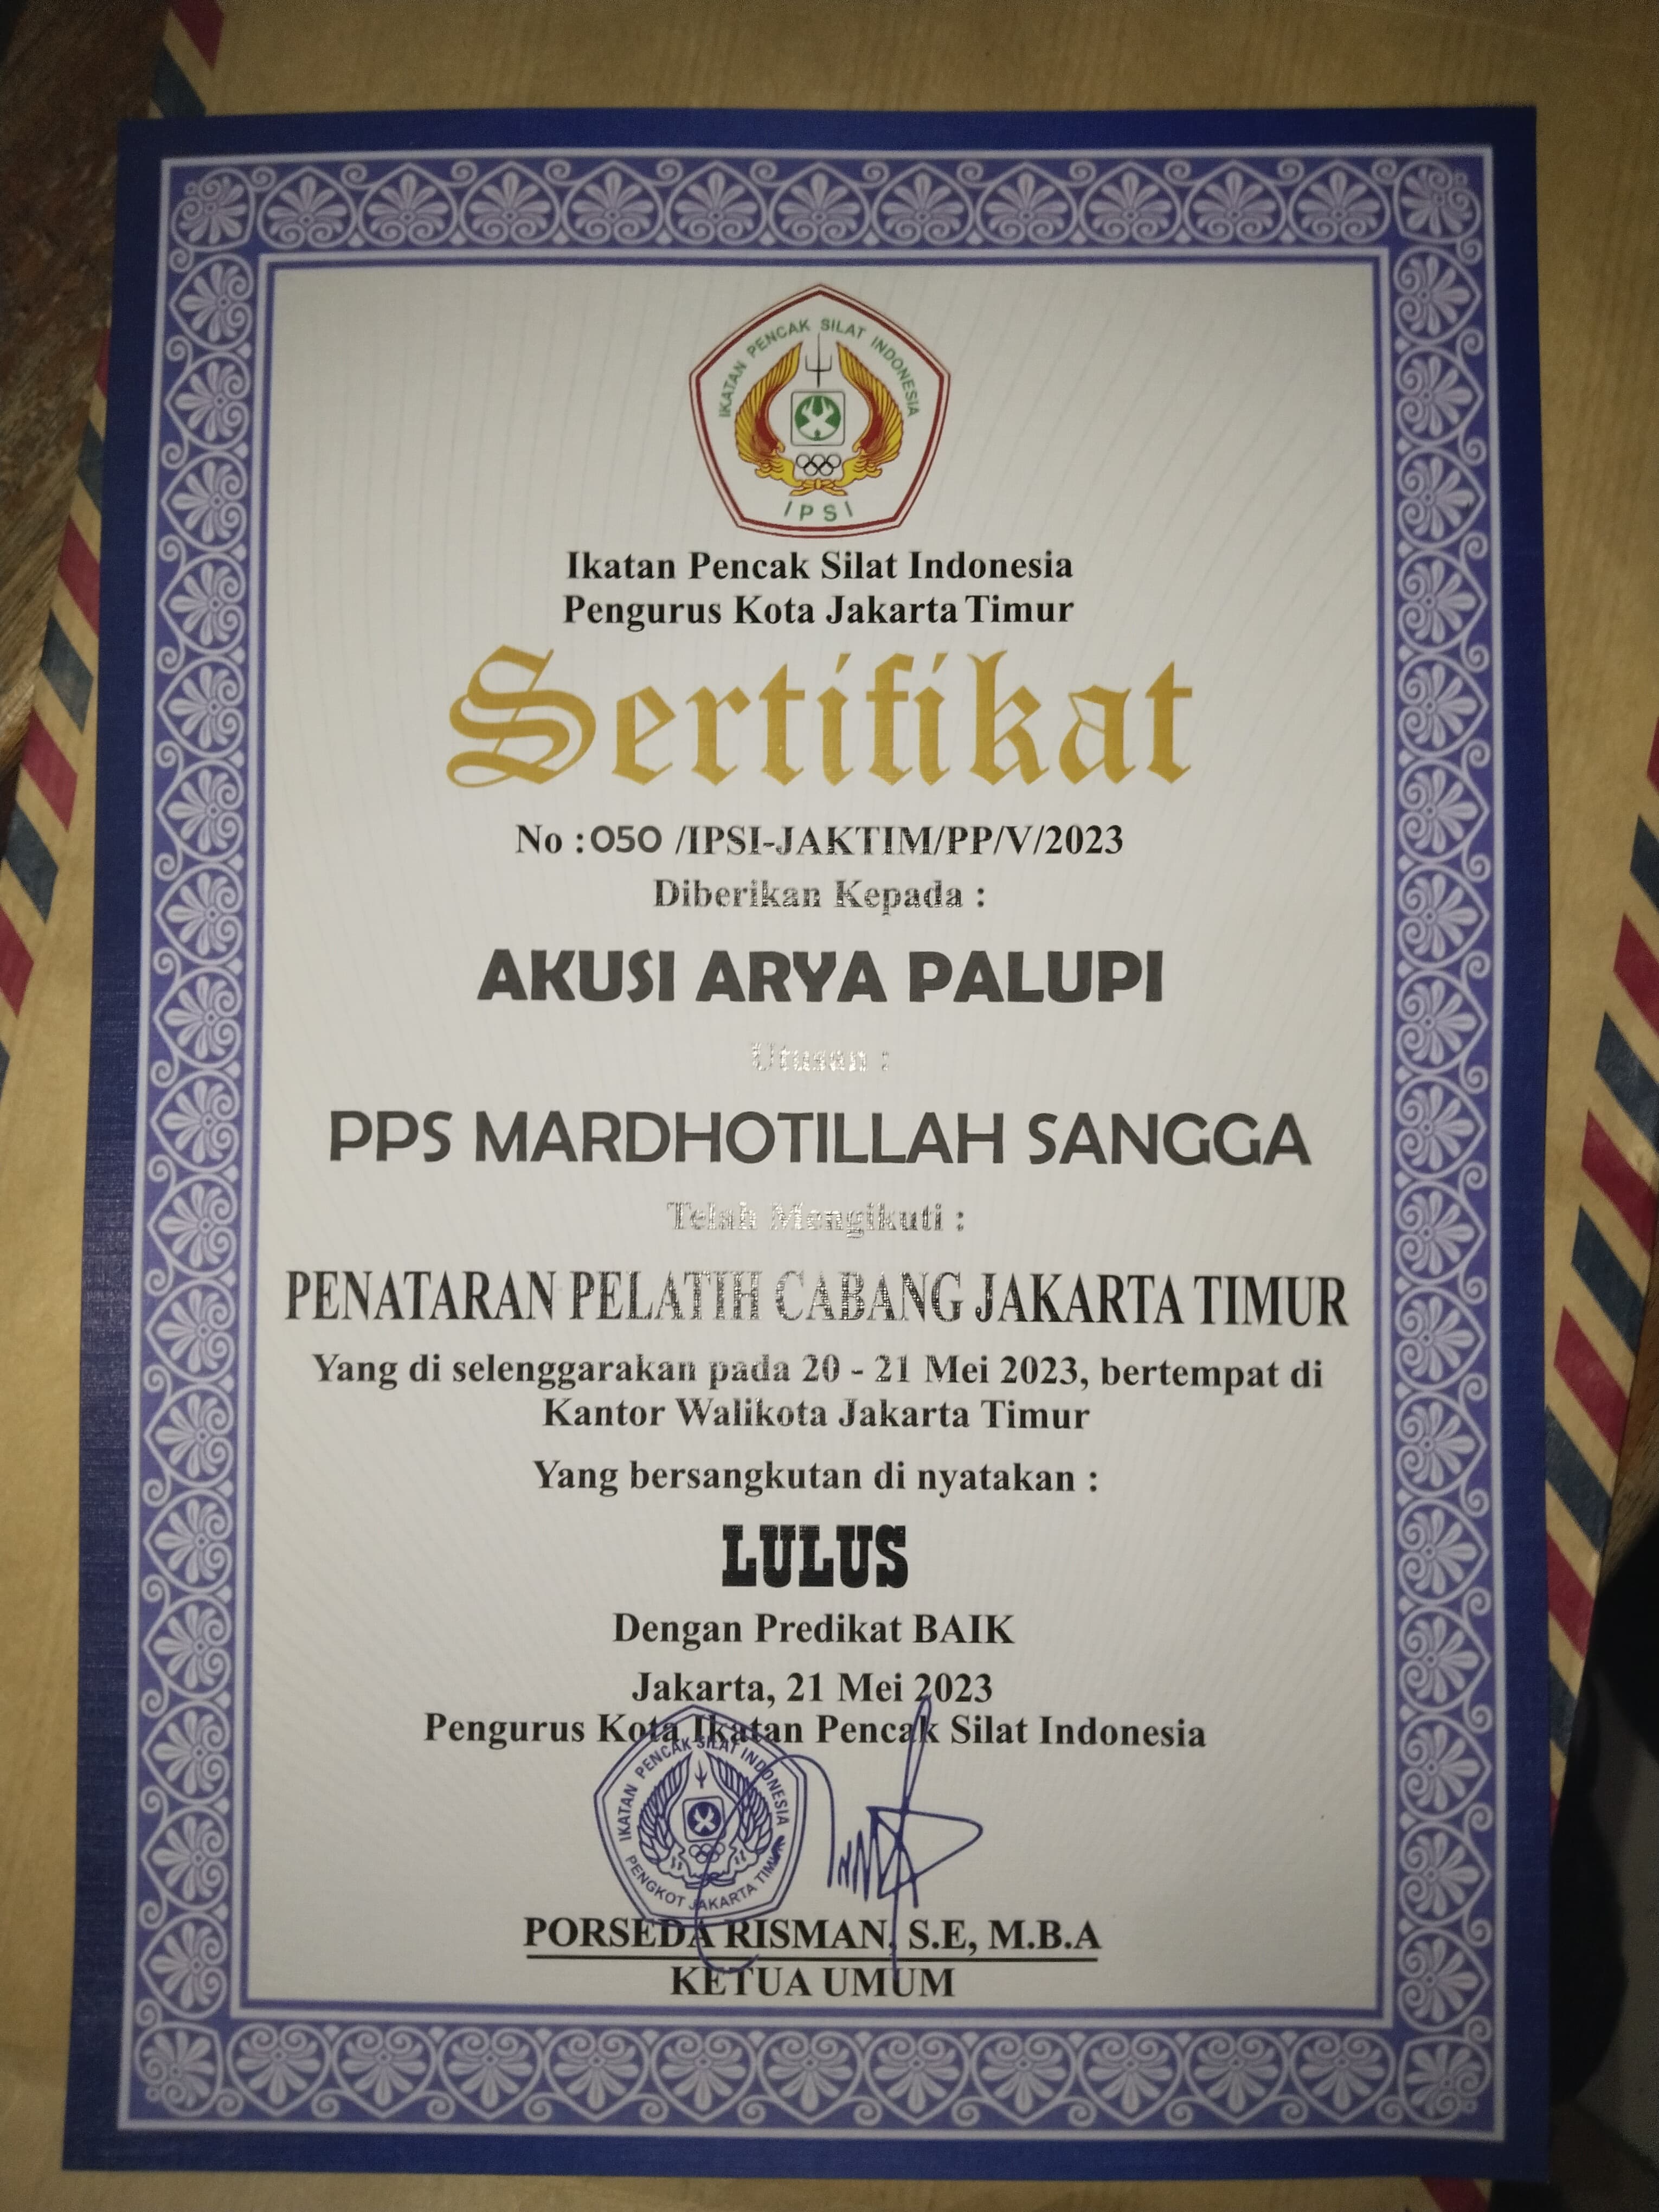 IKATAN PENCAK SILAT INDONESIA
IPSI
Ikatan Pencak Silat Indonesia
Pengurus Kota Jakarta Timur
Sertifikat
No : 050 /IPSI-JAKTIM/PP/V/2023
Diberikan Kepada :
AKUSI ARYA PALUPI
Utusan :
PPS MARDHOTILLAH SANGGA
Telah Mengikuti :
PENATARAN PELATIH CABANG JAKARTA TIMUR
Yang di selenggarakan pada 20 - 21 Mei 2023, bertempat di
Kantor Walikota Jakarta Timur
Yang bersangkutan di nyatakan :
LULUS
Dengan Predikat BAIK
Jakarta, 21 Mei 2023
Pengurus Kota Ikatan Pencak Silat Indonesia
IKATAN PENCAK SILAT INDONESIA
PENGKOT JAKARTA TIMUR
PORSEDA RISMAN, S.E, M.B.A
KETUA UMUM